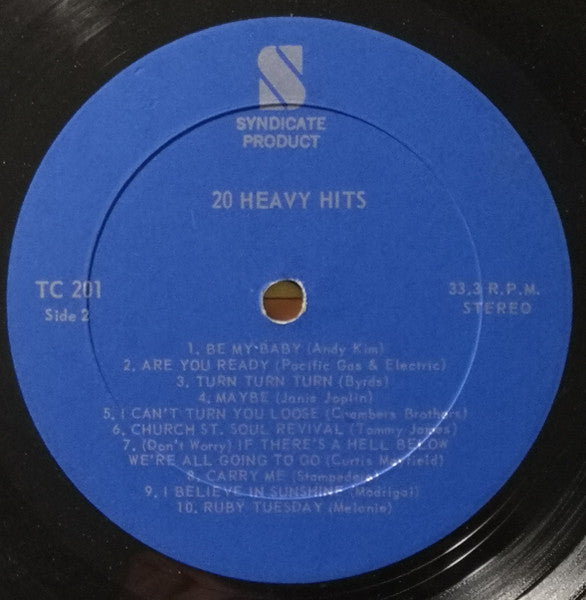 S
SYNDICATE
PRODUCT
20 HEAVY HITS
TC 201
Side 2
33.3 R.P.M.
STEREO
1. BE MY BABY (Andy Kim)
2. ARE YOU READY (Pacific Gas & Electric)
3. TURN TURN TURN (Byrds)
4. MAYBE (Janis Joplin)
5. I CAN'T TURN YOU LOOSE (Chambers Brothers)
6. CHURCH ST. SOUL REVIVAL (Tommy James)
7. (Don't Worry) IF THERE'S A HELL BELOW
WE'RE ALL GOING TO GO (Curtis Mayfield)
8. CARRY ME (Stampeders)
9. I BELIEVE IN SUNSHINE (Madrigal)
10. RUBY TUESDAY (Melanie)